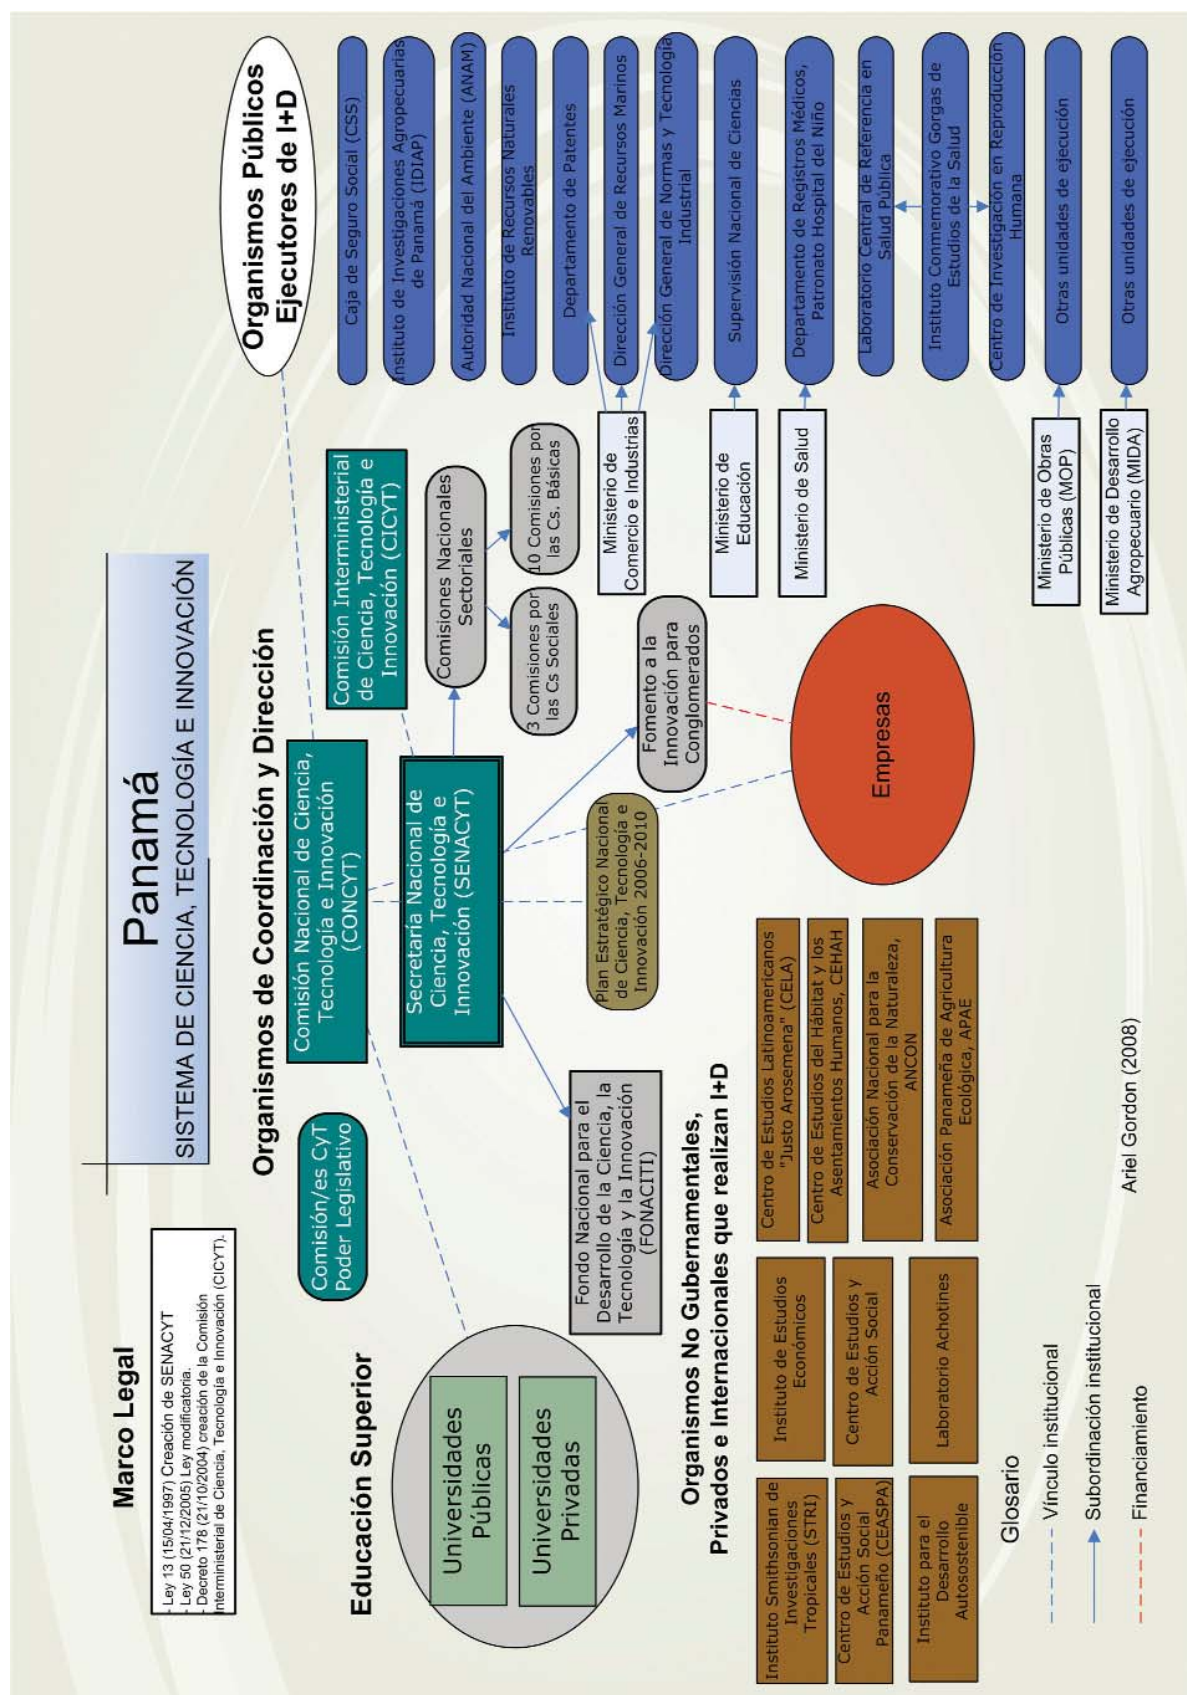 Panamá
SISTEMA DE CIENCIA, TECNOLOGÍA E INNOVACIÓN
Marco Legal
- Ley 13 (15/04/1997) Creación de SENACYT
- Ley 50 (21/12/2005) Ley modificatoria.
- Decreto 178 (21/10/2004) creación de la Comisión
Interministerial de Ciencia, Tecnología e Innovación (CICYT).
Organismos de Coordinación y Dirección
Comisión/es CyT
Poder Legislativo
Comisión Nacional de Ciencia,
Tecnología e Innovación
(CONCYT)
Comisión Interministerial
de Ciencia, Tecnología e
Innovación (CICYT)
Secretaría Nacional de
Ciencia, Tecnología e
Innovación (SENACYT)
Comisiones Nacionales
Sectoriales
3 Comisiones por
las Cs Sociales
10 Comisiones por
las Cs. Básicas
Plan Estratégico Nacional
de Ciencia, Tecnología e
Innovación 2006-2010
Fomento a la
Innovación para
Conglomerados
Fondo Nacional para el
Desarrollo de la Ciencia, la
Tecnología y la Innovación
(FONACITI)
Empresas
Educación Superior
Universidades
Públicas
Universidades
Privadas
Organismos Públicos
Ejecutores de I+D
Caja de Seguro Social (CSS)
Instituto de Investigaciones Agropecuarias
de Panamá (IDIAP)
Autoridad Nacional del Ambiente (ANAM)
Instituto de Recursos Naturales
Renovables
Departamento de Patentes
Dirección General de Recursos Marinos
Dirección General de Normas y Tecnología
Industrial
Supervisión Nacional de Ciencias
Departamento de Registros Médicos,
Patronato Hospital del Niño
Laboratorio Central de Referencia en
Salud Pública
Instituto Conmemorativo Gorgas de
Estudios de la Salud
Centro de Investigación en Reproducción
Humana
Otras unidades de ejecución
Otras unidades de ejecución
Ministerio de
Comercio e Industrias
Ministerio de
Educación
Ministerio de Salud
Ministerio de Obras
Públicas (MOP)
Ministerio de Desarrollo
Agropecuario (MIDA)
Organismos No Gubernamentales,
Privados e Internacionales que realizan I+D
Instituto Smithsonian de
Investigaciones
Tropicales (STRI)
Instituto de Estudios
Económicos
Centro de Estudios Latinoamericanos
"Justo Arosemena" (CELA)
Centro de Estudios y
Acción Social
Panameño (CEASPA)
Centro de Estudios y
Acción Social
Centro de Estudios del Hábitat y los
Asentamientos Humanos, CEHAH
Asociación Nacional para la
Conservación de la Naturaleza,
ANCON
Instituto para el
Desarrollo
Autosostenible
Laboratorio Achotines
Asociación Panameña de Agricultura
Ecológica, APAE
Glosario
Vínculo institucional
Subordinación institucional
Financiamiento
Ariel Gordon (2008)